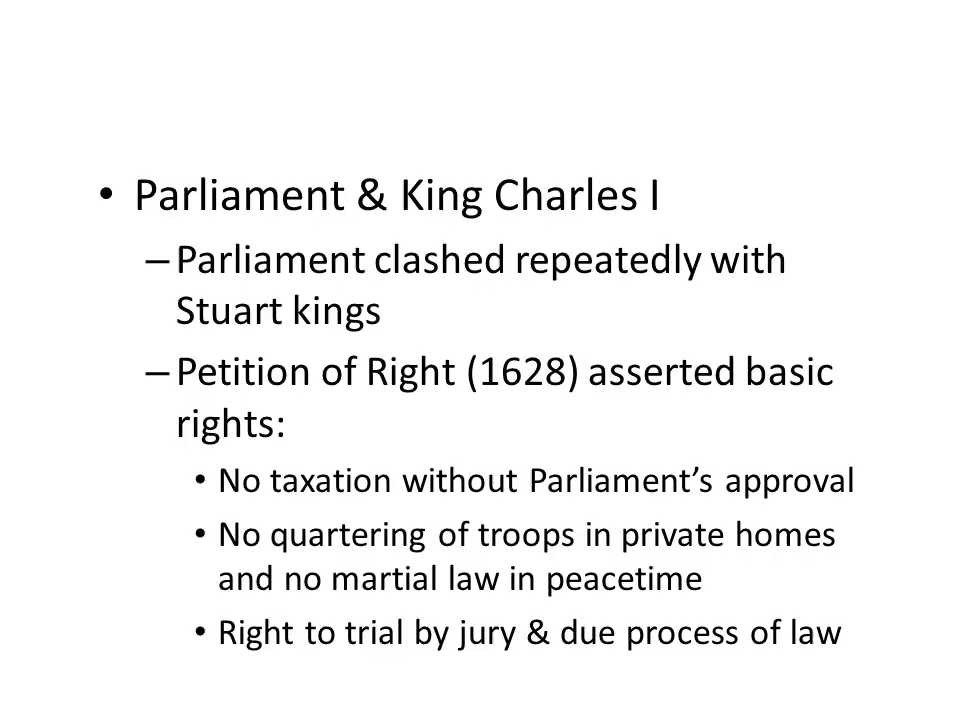 • Parliament & King Charles I
– Parliament clashed repeatedly with
Stuart kings
– Petition of Right (1628) asserted basic
rights:
• No taxation without Parliament’s approval
• No quartering of troops in private homes
and no martial law in peacetime
• Right to trial by jury & due process of law